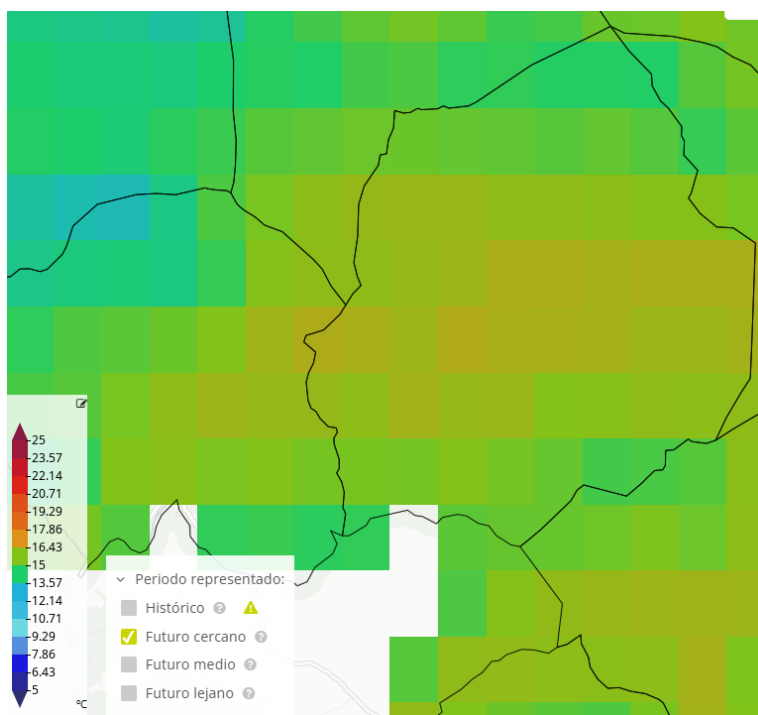 25
23.57
22.14
20.71
19.29
17.86
16.43
15
13.57
12.14
10.71
9.29
7.86
6.43
5
ºC
Periodo representado:
Histórico
Futuro cercano
Futuro medio
Futuro lejano